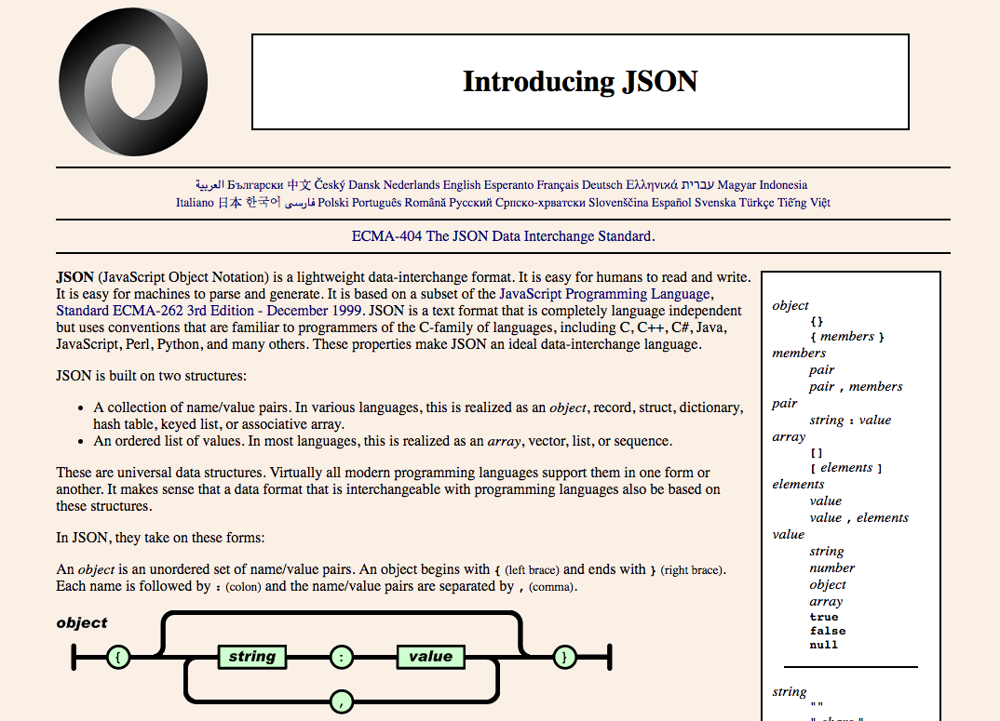 Introducing JSON
العربية Български 中文 Český Dansk Nederlands English Esperanto Français Deutsch Ελληνικά עברית Magyar Indonesia
Italiano 日本 한국어 فارسی Polski Português Română Русский Српско-хрватски Slovenščina Español Svenska Türkçe Tiếng Việt
ECMA-404 The JSON Data Interchange Standard.
JSON (JavaScript Object Notation) is a lightweight data-interchange format. It is easy for humans to read and write.
It is easy for machines to parse and generate. It is based on a subset of the JavaScript Programming Language,
Standard ECMA-262 3rd Edition - December 1999. JSON is a text format that is completely language independent
but uses conventions that are familiar to programmers of the C-family of languages, including C, C++, C#, Java,
JavaScript, Perl, Python, and many others. These properties make JSON an ideal data-interchange language.
JSON is built on two structures:
• A collection of name/value pairs. In various languages, this is realized as an object, record, struct, dictionary,
hash table, keyed list, or associative array.
• An ordered list of values. In most languages, this is realized as an array, vector, list, or sequence.
These are universal data structures. Virtually all modern programming languages support them in one form or
another. It makes sense that a data format that is interchangeable with programming languages also be based on
these structures.
In JSON, they take on these forms:
An object is an unordered set of name/value pairs. An object begins with { (left brace) and ends with } (right brace).
Each name is followed by : (colon) and the name/value pairs are separated by , (comma).
object
{ string : value }
,
object
{}
{ members }
members
pair
pair , members
pair
string : value
array
[]
[ elements ]
elements
value
value , elements
value
string
number
object
array
true
false
null
string
""